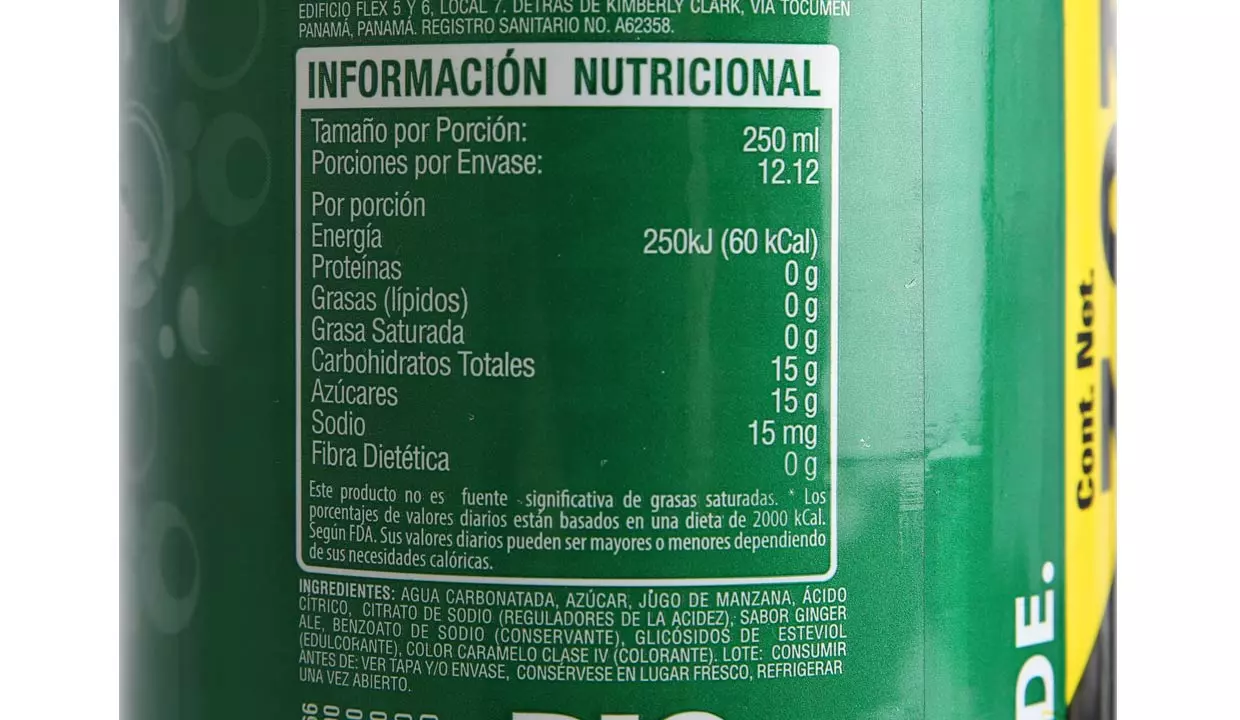 EDIFICIO FLEX 5 Y 6, LOCAL 7. DETRÁS DE KIMBERLY CLARK, VÍA TOCUMEN
PANAMÁ, PANAMÁ. REGISTRO SANITARIO NO. A62358.
INFORMACIÓN NUTRICIONAL
Tamaño por Porción: 250 ml
Porciones por Envase: 12.12
Por porción
Energía 250kJ (60 kCal)
Proteínas 0 g
Grasas (lípidos) 0 g
Grasa Saturada 0 g
Carbohidratos Totales 15 g
Azúcares 15 g
Sodio 15 mg
Fibra Dietética 0 g
Este producto no es fuente significativa de grasas saturadas. * Los
porcentajes de valores diarios están basados en una dieta de 2000 kCal.
Según FDA. Sus valores diarios pueden ser mayores o menores dependiendo
de sus necesidades calóricas.
INGREDIENTES: AGUA CARBONATADA, AZÚCAR, JUGO DE MANZANA, ÁCIDO
CÍTRICO, CITRATO DE SODIO (REGULADORES DE LA ACIDEZ), SABOR GINGER
ALE, BENZOATO DE SODIO (CONSERVANTE), GLICÓSIDOS DE ESTEVIOL
(EDULCORANTE), COLOR CARAMELO CLASE IV (COLORANTE). LOTE: CONSUMIR
ANTES DE: VER TAPA Y/O ENVASE, CONSÉRVESE EN LUGAR FRESCO, REFRIGERAR
UNA VEZ ABIERTO.
Cont. Net.
DE.